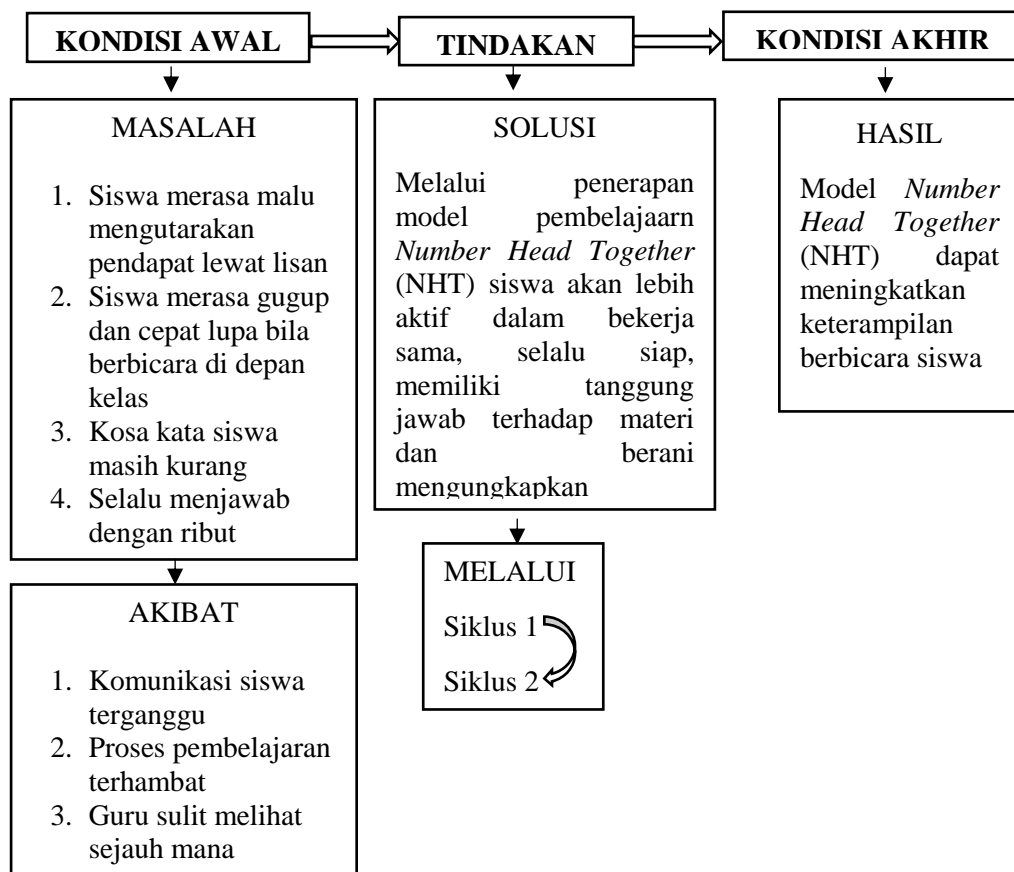 KONDISI AWAL
TINDAKAN
KONDISI AKHIR
MASALAH
1. Siswa merasa malu
mengutarakan
pendapat lewat lisan
2. Siswa merasa gugup
dan cepat lupa bila
berbicara di depan
kelas
3. Kosa kata siswa
masih kurang
4. Selalu menjawab
dengan ribut
AKIBAT
1. Komunikasi siswa
terganggu
2. Proses pembelajaran
terhambat
3. Guru sulit melihat
sejauh mana
SOLUSI
Melalui penerapan
model pembelajaarn
Number Head Together
(NHT) siswa akan lebih
aktif dalam bekerja
sama, selalu siap,
memiliki tanggung
jawab terhadap materi
dan berani
mengungkapkan
MELALUI
Siklus 1
Siklus 2
HASIL
Model Number
Head Together
(NHT) dapat
meningkatkan
keterampilan
berbicara siswa